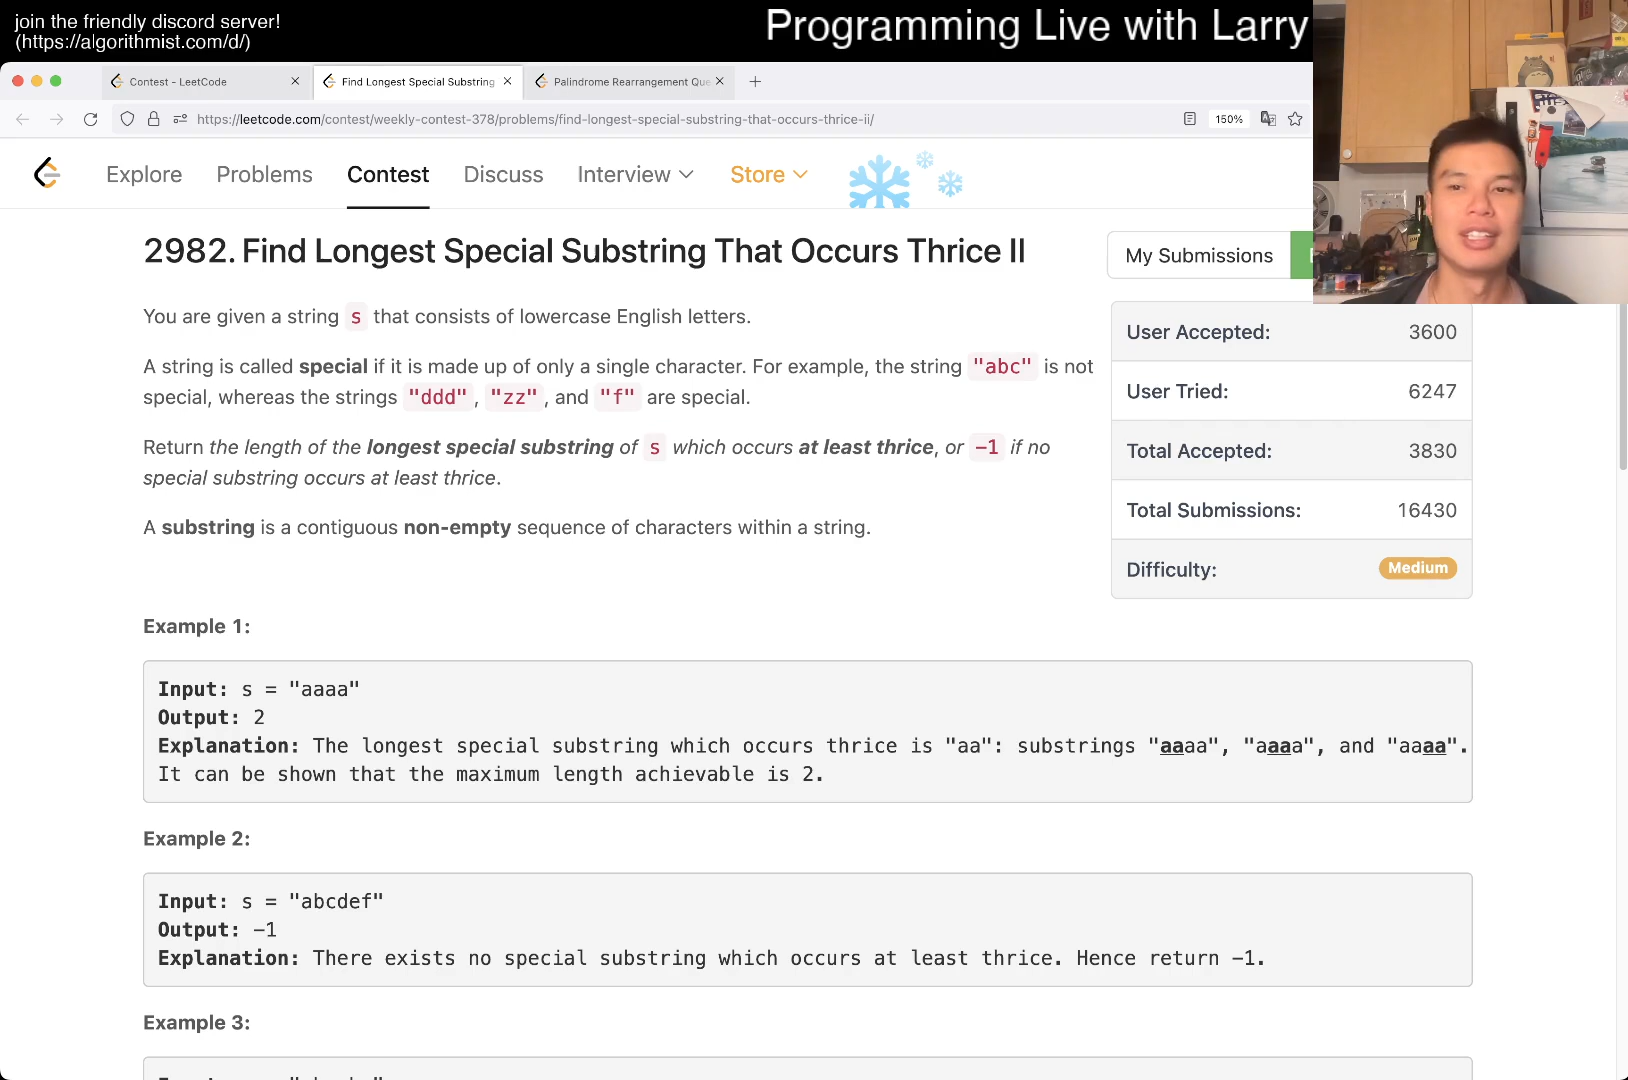 join the friendly discord server!
(https://algorithmist.com/d/)
Programming Live with Larry
Contest - LeetCode
Find Longest Special Substring
Palindrome Rearrangement Que
https://leetcode.com/contest/weekly-contest-378/problems/find-longest-special-substring-that-occurs-thrice-ii/
150%
Explore Problems Contest Discuss Interview Store
2982. Find Longest Special Substring That Occurs Thrice II
My Submissions
You are given a string s that consists of lowercase English letters.
A string is called special if it is made up of only a single character. For example, the string "abc" is not
special, whereas the strings "ddd", "zz", and "f" are special.
Return the length of the longest special substring of s which occurs at least thrice, or -1 if no
special substring occurs at least thrice.
A substring is a contiguous non-empty sequence of characters within a string.
User Accepted: 3600
User Tried: 6247
Total Accepted: 3830
Total Submissions: 16430
Difficulty: Medium
Example 1:
Input: s = "aaaa"
Output: 2
Explanation: The longest special substring which occurs thrice is "aa": substrings "aaaa", "aaaa", and "aaaa".
It can be shown that the maximum length achievable is 2.
Example 2:
Input: s = "abcdef"
Output: -1
Explanation: There exists no special substring which occurs at least thrice. Hence return -1.
Example 3: